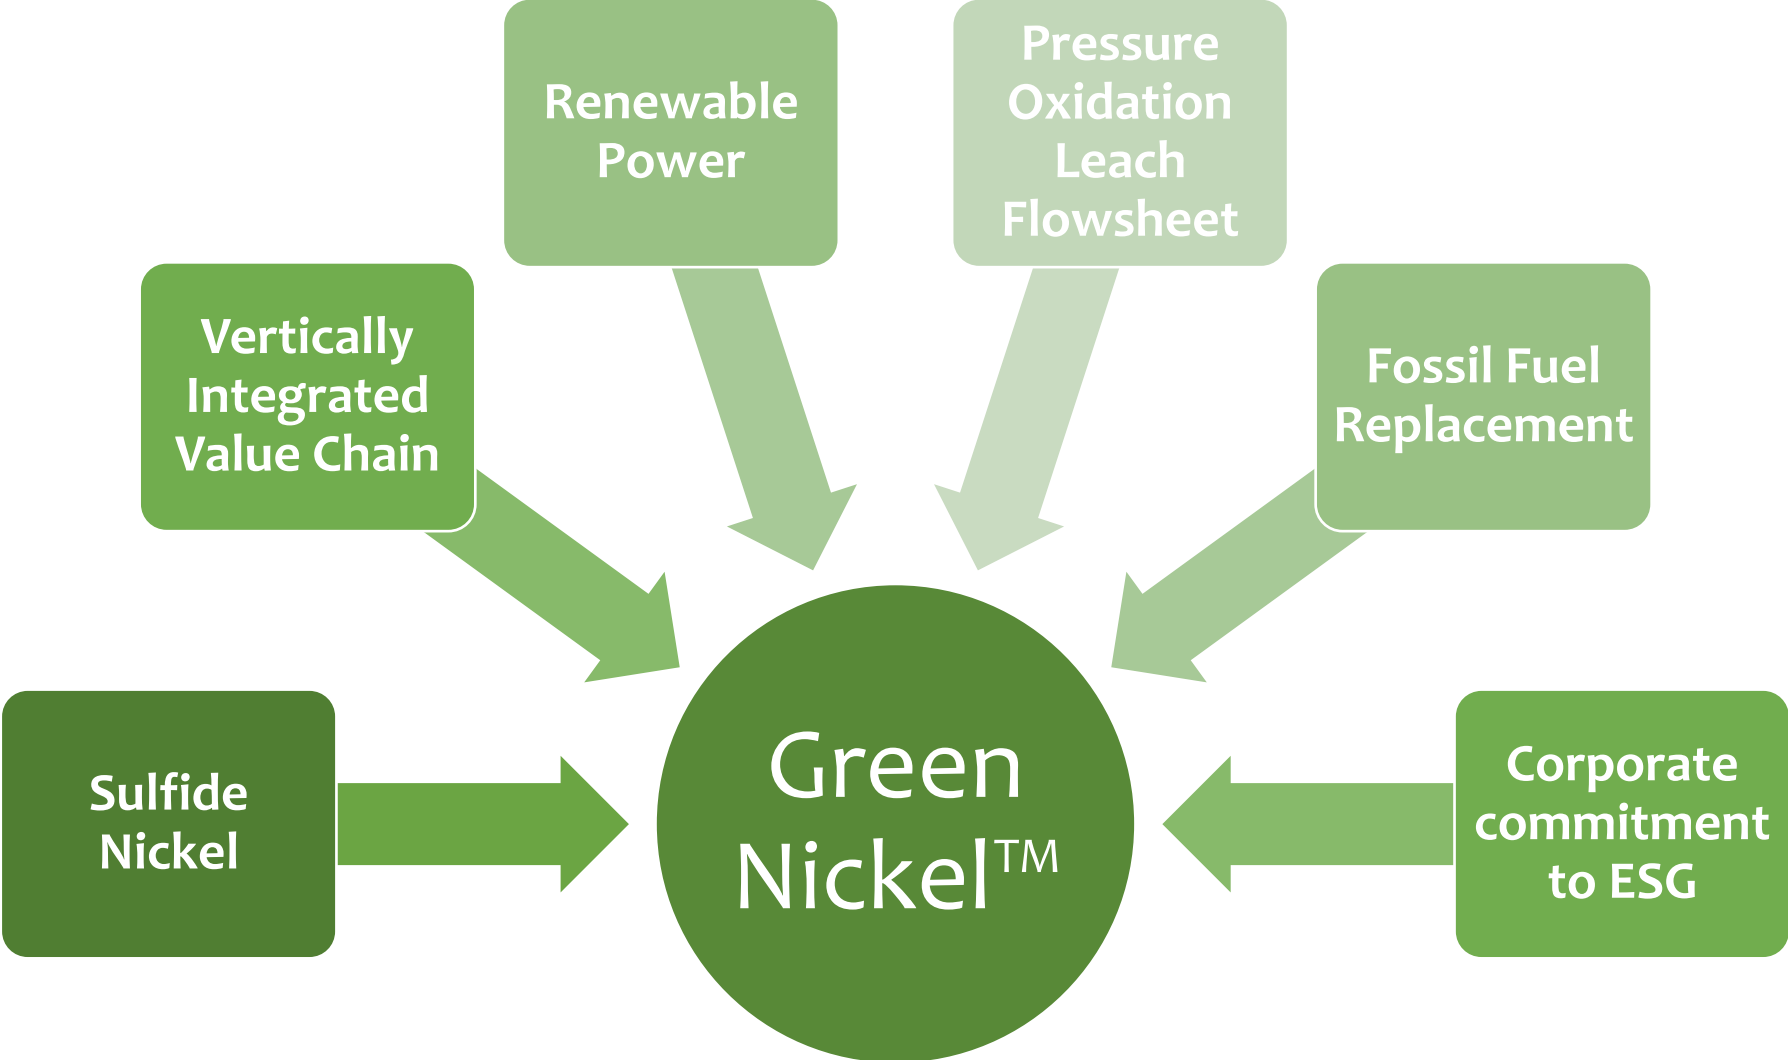 Pressure
Oxidation
Leach
Flowsheet
Renewable
Power
Vertically
Integrated
Value Chain
Fossil Fuel
Replacement
Sulfide
Nickel
Green
Nickel™
Corporate
commitment
to ESG